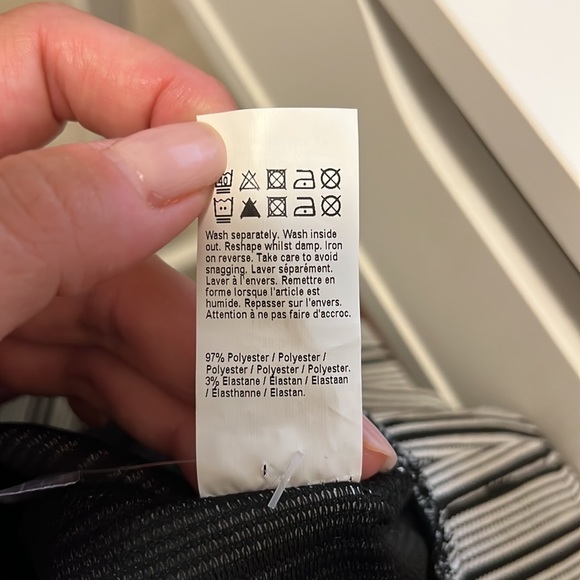 40
Wash separately. Wash inside
out. Reshape whilst damp. Iron
on reverse. Take care to avoid
snagging. Laver séparément.
Laver à l'envers. Remettre en
forme lorsque l'article est
humide. Repasser sur l'envers.
Attention à ne pas faire d'accroc.
97% Polyester / Polyester /
Polyester / Polyester / Polyester.
3% Elastane / Élastan / Elastaan
/ Élasthanne / Elastan.